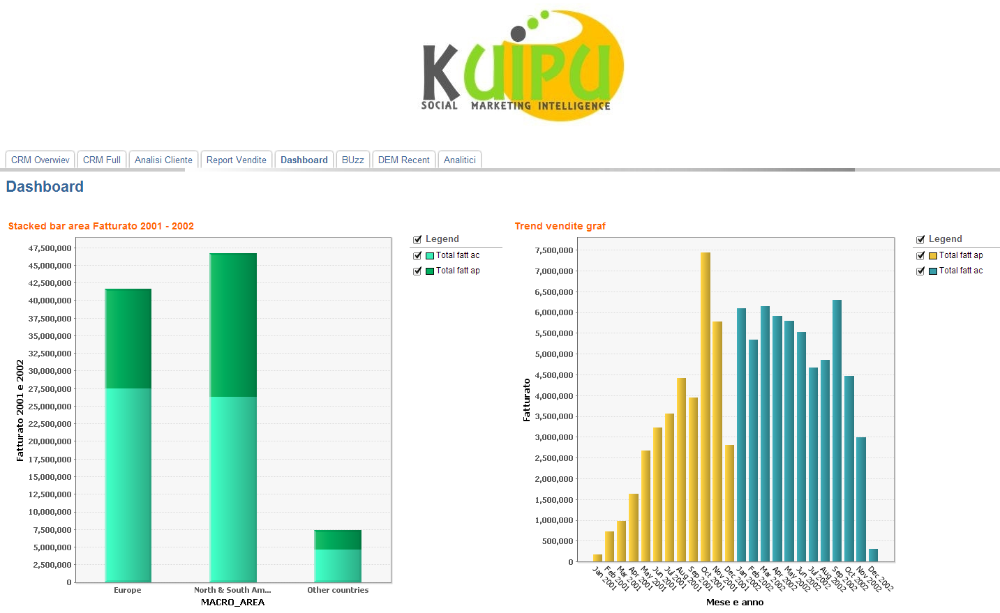 KUIPU
SOCIAL MARKETING INTELLIGENCE
CRM Overwiev
CRM Full
Analisi Cliente
Report Vendite
Dashboard
BUzz
DEM Recent
Analitici
Dashboard
Stacked bar area Fatturato 2001 - 2002
47,500,000
45,000,000
42,500,000
40,000,000
37,500,000
35,000,000
32,500,000
30,000,000
27,500,000
25,000,000
22,500,000
20,000,000
17,500,000
15,000,000
12,500,000
10,000,000
7,500,000
5,000,000
2,500,000
0
Fatturato 2001 e 2002
Europe
North & South Am...
Other countries
MACRO_AREA
Legend
Total fatt ac
Total fatt ap
Trend vendite graf
7,500,000
7,000,000
6,500,000
6,000,000
5,500,000
5,000,000
4,500,000
4,000,000
3,500,000
3,000,000
2,500,000
2,000,000
1,500,000
1,000,000
500,000
0
Fatturato
Jan 2001
Feb 2001
Mar 2001
Apr 2001
May 2001
Jun 2001
Jul 2001
Aug 2001
Sep 2001
Oct 2001
Nov 2001
Dec 2001
Jan 2002
Feb 2002
Mar 2002
Apr 2002
May 2002
Jun 2002
Jul 2002
Aug 2002
Sep 2002
Oct 2002
Nov 2002
Dec 2002
Mese e anno
Legend
Total fatt ap
Total fatt ac